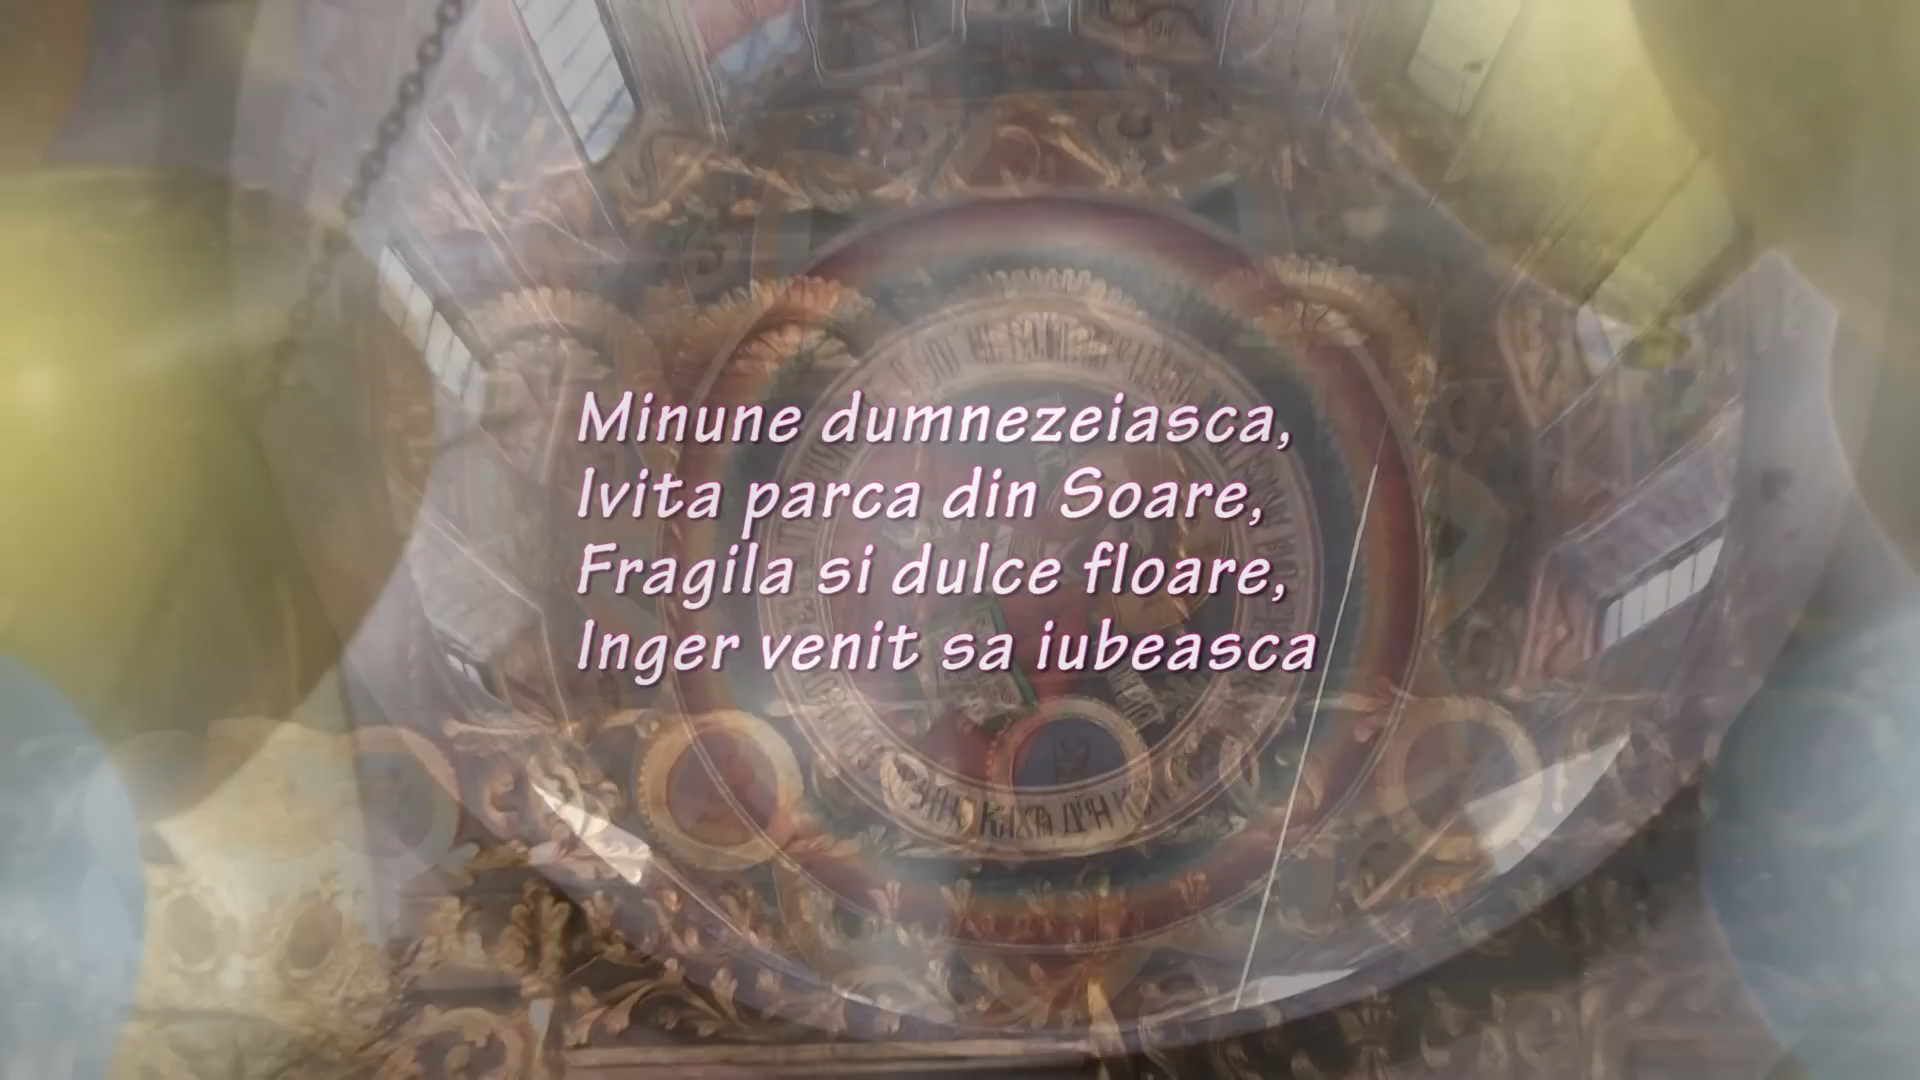 Minune dumnezeiasca,
Ivita parca din Soare,
Fragila si dulce floare,
Inger venit sa iubeasca